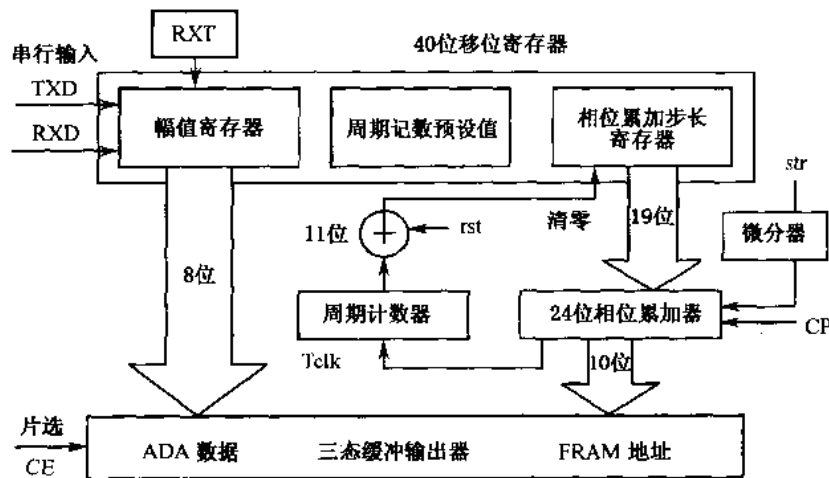 RXT
40位移位寄存器
串行输入
TXD
RXD
幅值寄存器
周期记数预设值
相位累加步长
寄存器
str
11位
rst
清零
19位
微分器
8位
周期计数器
24位相位累加器
CP
Tclk
10位
片选
CE
ADA 数据
三态缓冲输出器
FRAM 地址